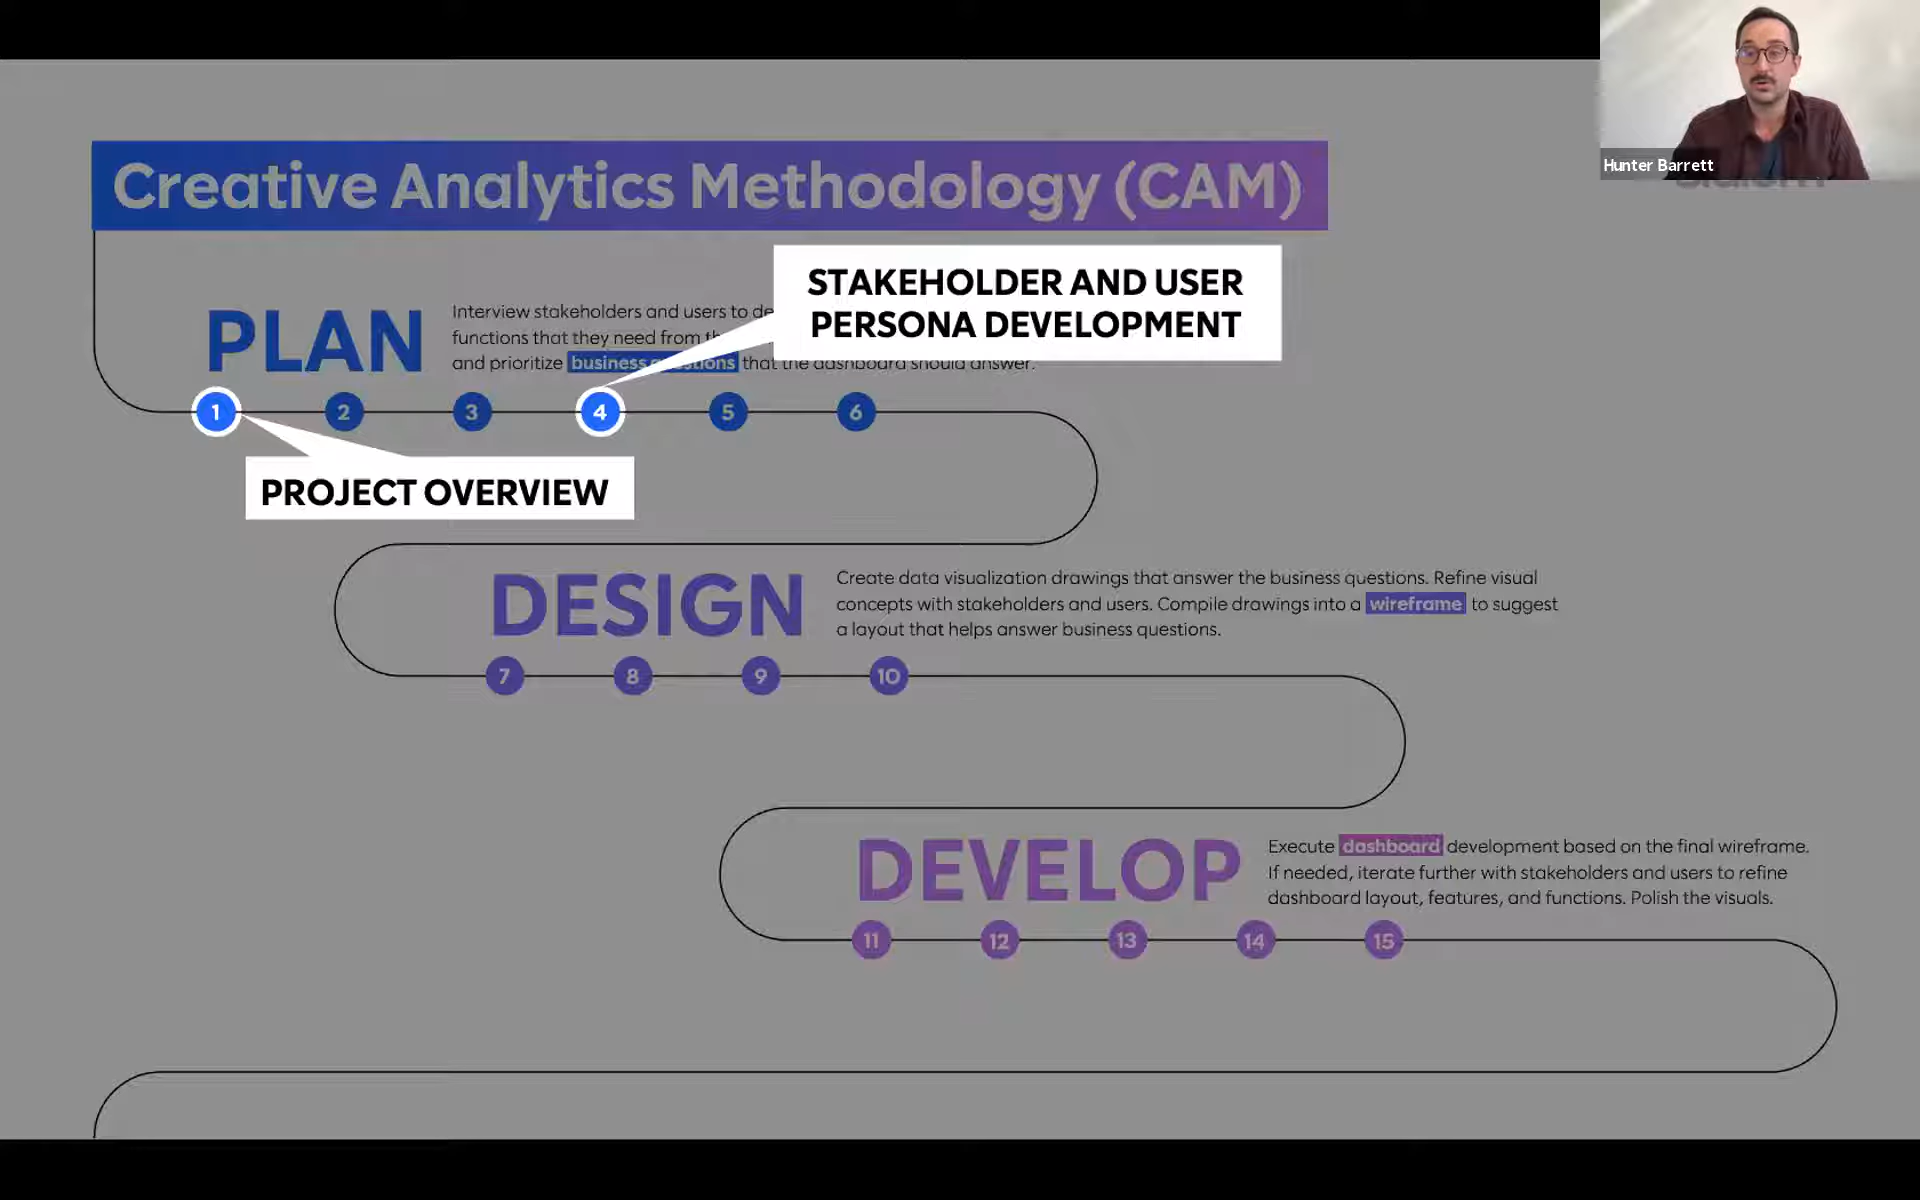 Hunter Barrett
Creative Analytics Methodology (CAM)
STAKEHOLDER AND USER
PERSONA DEVELOPMENT
PLAN
Interview stakeholders and users to
functions that they need from
and prioritize business questions that the dashboard should answer.
1 2 3 4 5 6
PROJECT OVERVIEW
DESIGN
Create data visualization drawings that answer the business questions. Refine visual
concepts with stakeholders and users. Compile drawings into a wireframe to suggest
a layout that helps answer business questions.
7 8 9 10
DEVELOP
Execute dashboard development based on the final wireframe.
If needed, iterate further with stakeholders and users to refine
dashboard layout, features, and functions. Polish the visuals.
11 12 13 14 15